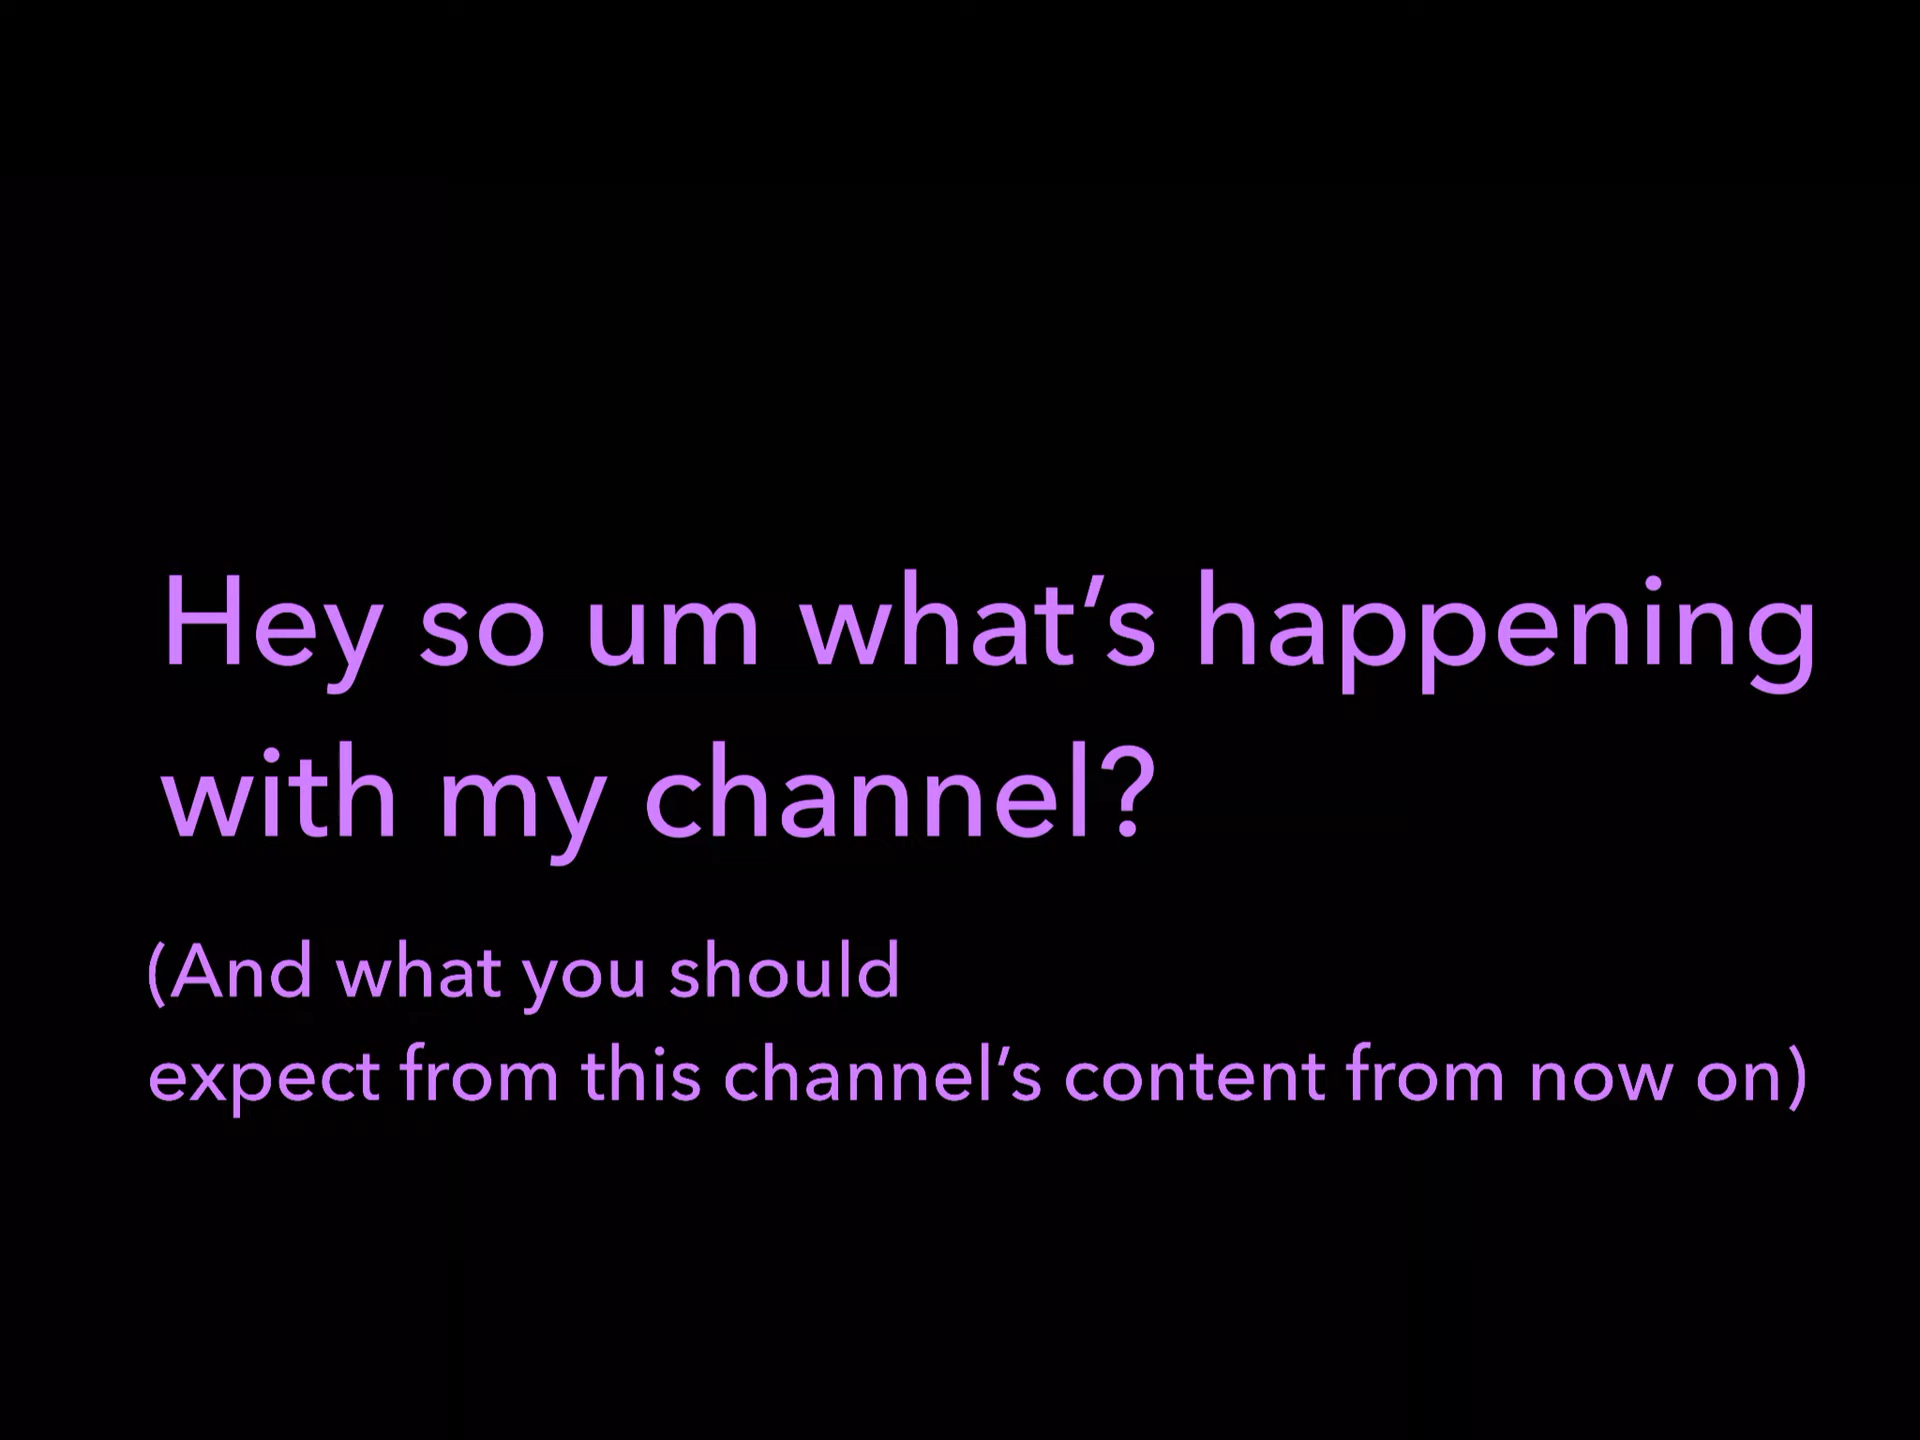 Hey so um what’s happening
with my channel?
(And what you should
expect from this channel’s content from now on)